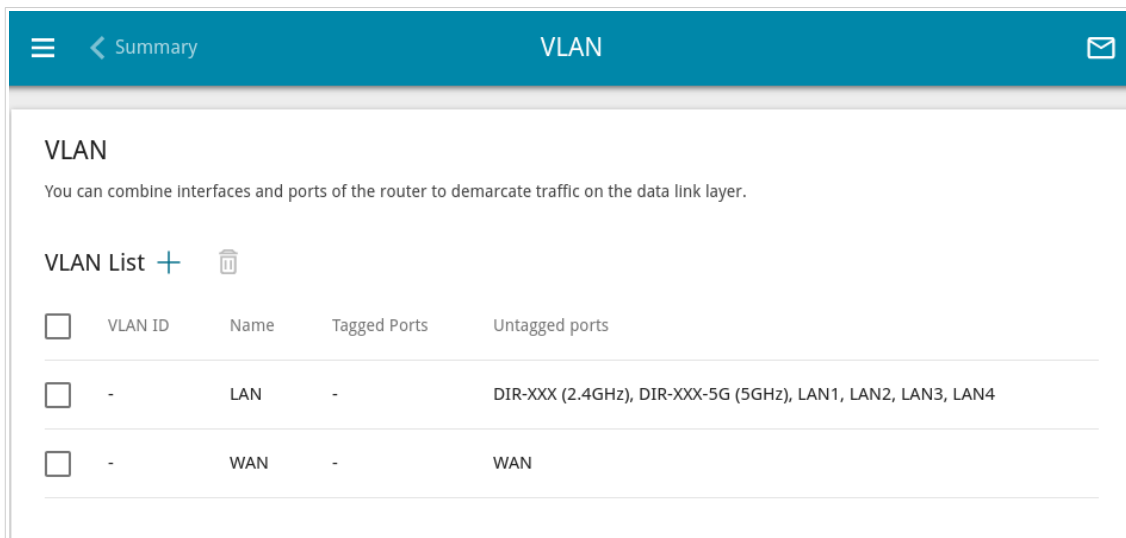 Summary
VLAN
VLAN
You can combine interfaces and ports of the router to demarcate traffic on the data link layer.
VLAN List
VLAN ID Name Tagged Ports Untagged ports
- LAN - DIR-XXX (2.4GHz), DIR-XXX-5G (5GHz), LAN1, LAN2, LAN3, LAN4
- WAN - WAN